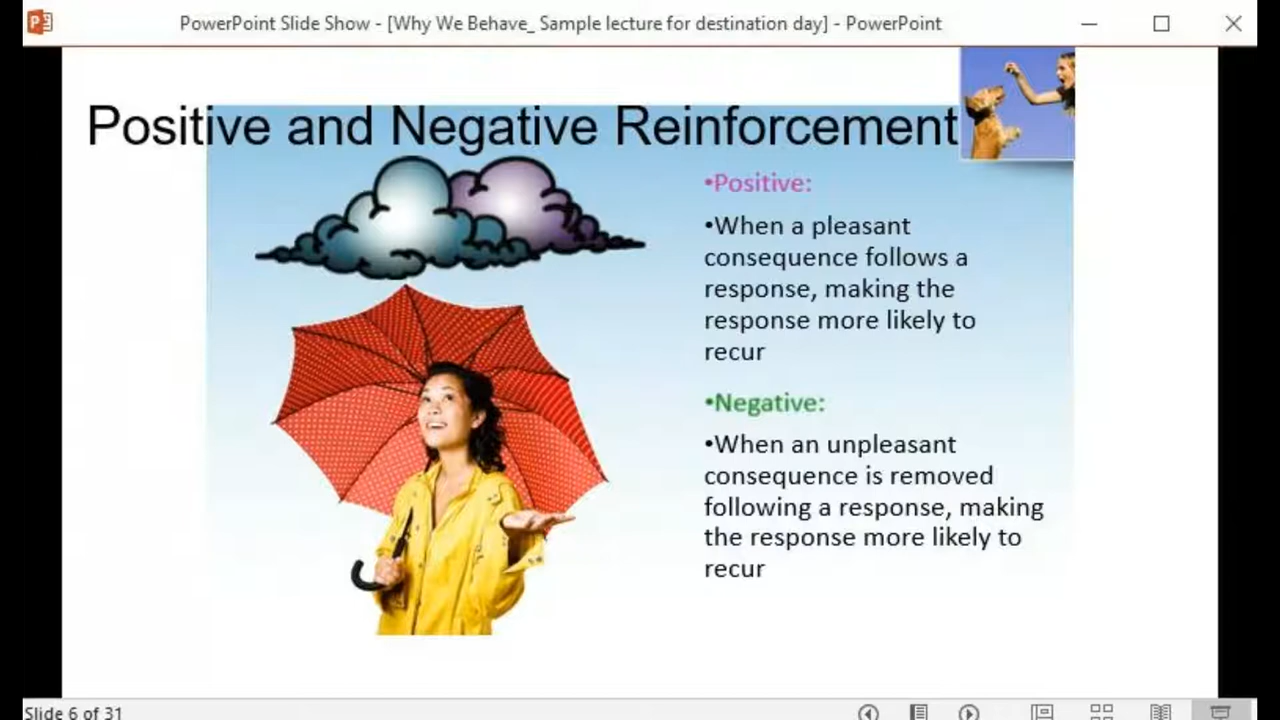 PowerPoint Slide Show - [Why We Behave_ Sample lecture for destination day] - PowerPoint
Positive and Negative Reinforcement
•Positive:
•When a pleasant
consequence follows a
response, making the
response more likely to
recur
•Negative:
•When an unpleasant
consequence is removed
following a response, making
the response more likely to
recur
Slide 6 of 31